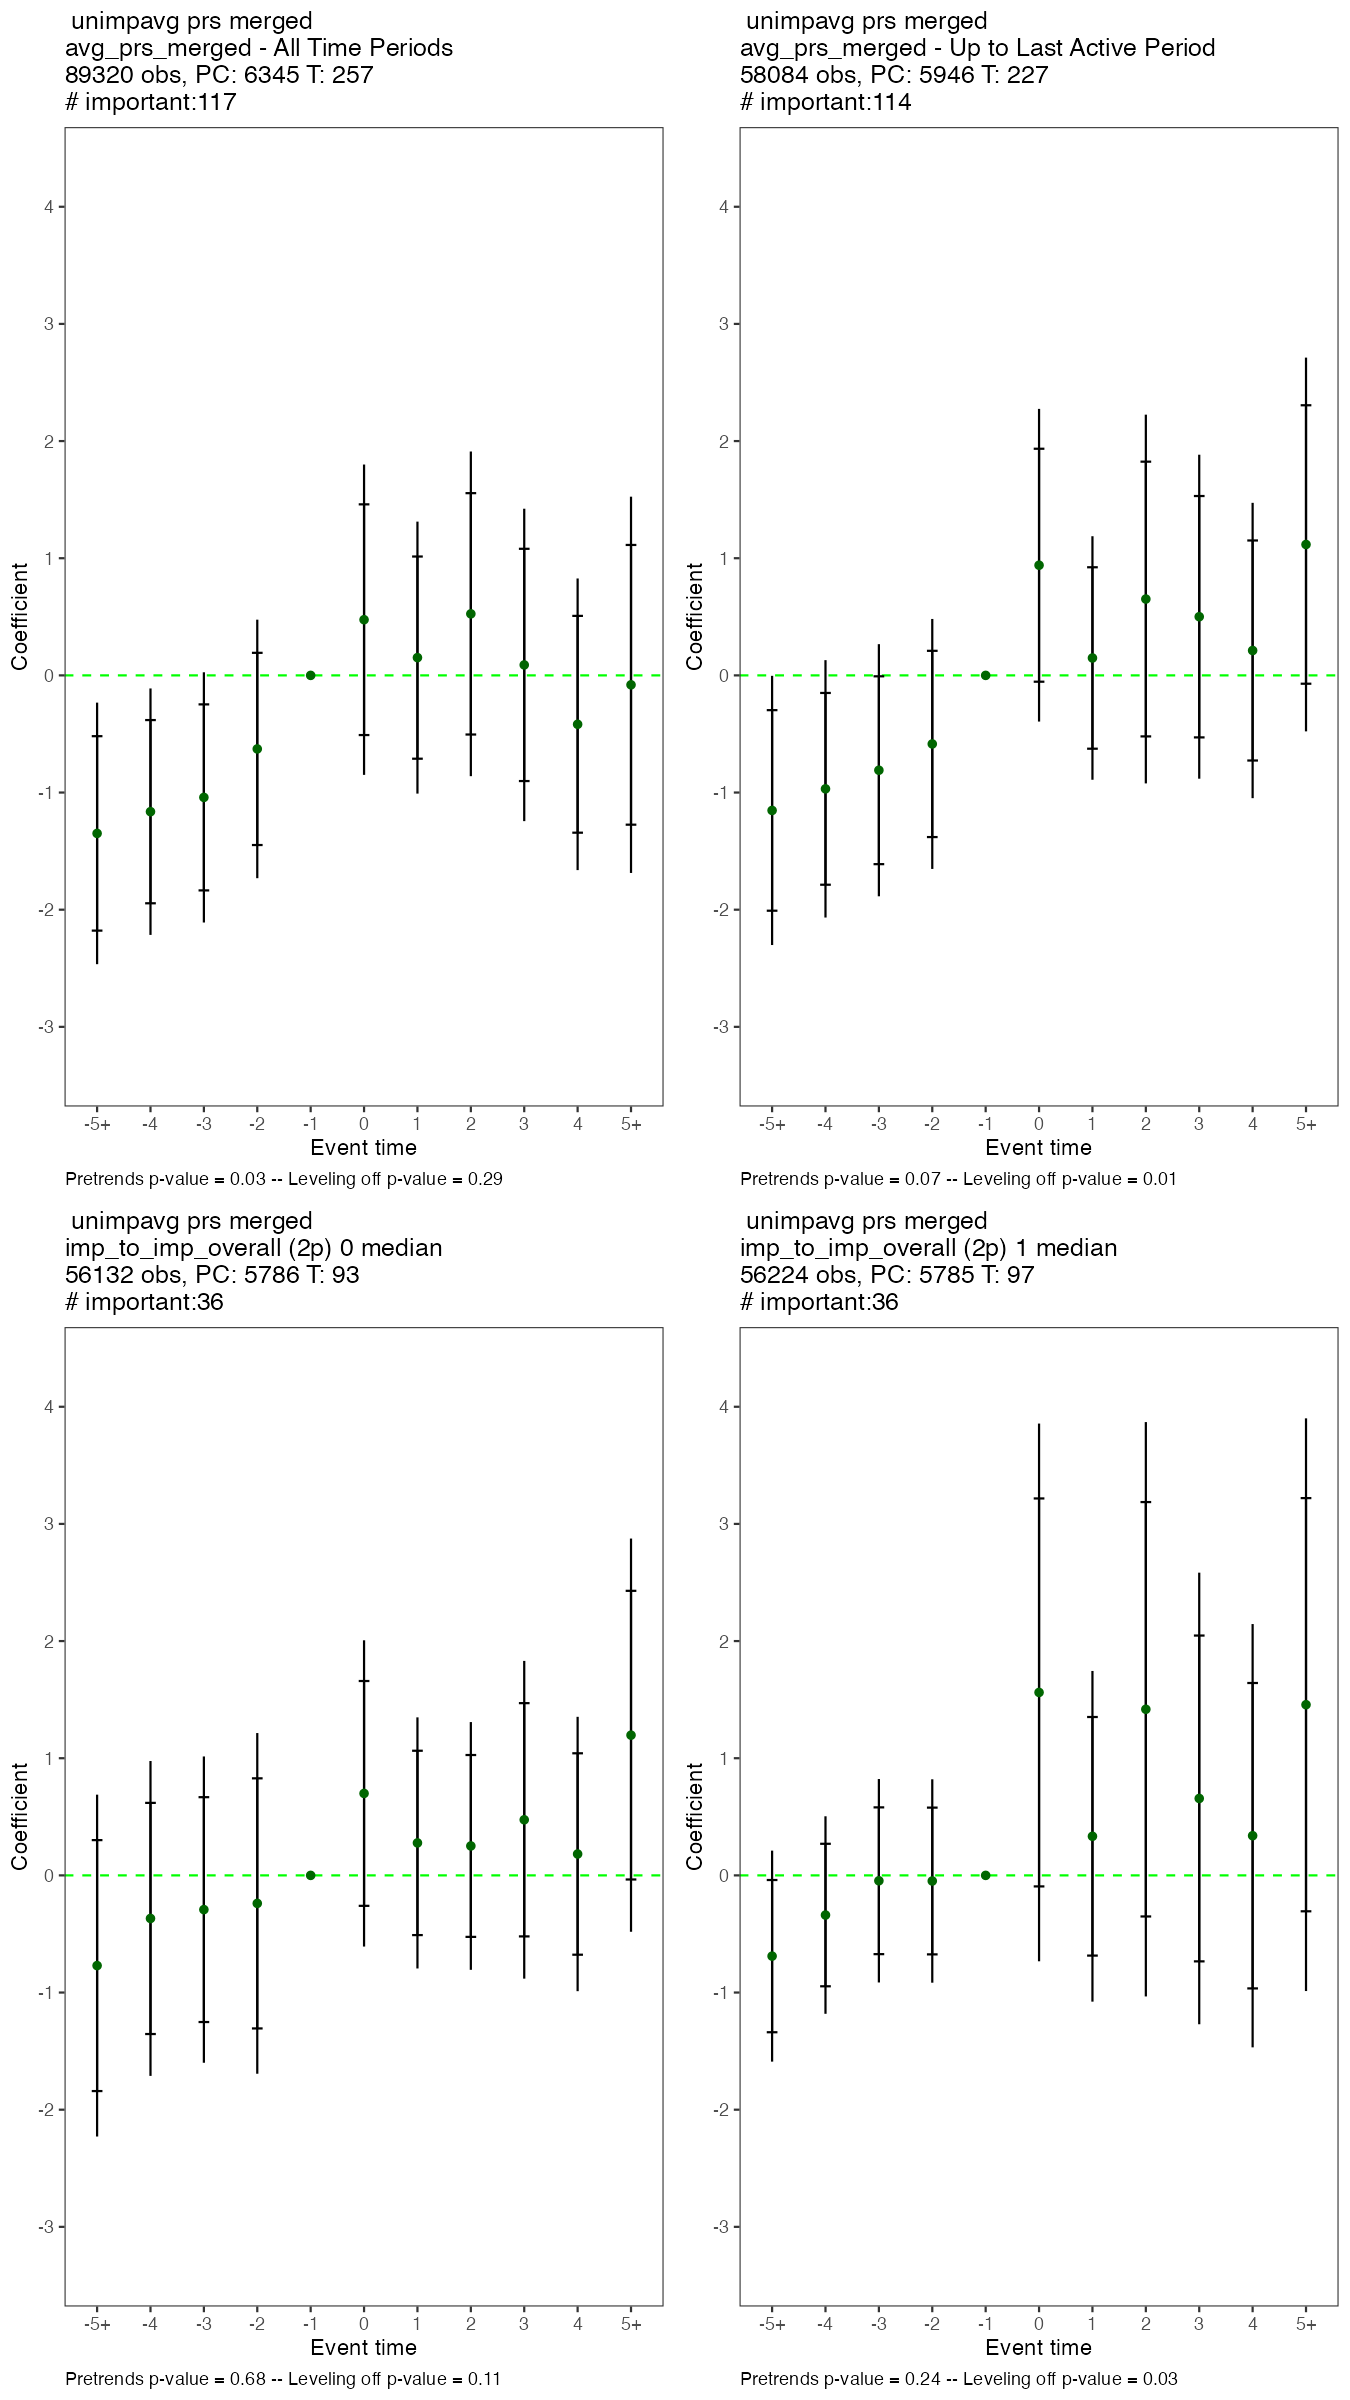 unimpavg prs merged
avg_prs_merged - All Time Periods
89320 obs, PC: 6345 T: 257
# important:117
4
3
2
1
0
-1
-2
-3
Coefficient
-5+ -4 -3 -2 -1 0 1 2 3 4 5+
Event time
Pretrends p-value = 0.03 -- Leveling off p-value = 0.29
unimpavg prs merged
avg_prs_merged - Up to Last Active Period
58084 obs, PC: 5946 T: 227
# important:114
4
3
2
1
0
-1
-2
-3
Coefficient
-5+ -4 -3 -2 -1 0 1 2 3 4 5+
Event time
Pretrends p-value = 0.07 -- Leveling off p-value = 0.01
unimpavg prs merged
imp_to_imp_overall (2p) 0 median
56132 obs, PC: 5786 T: 93
# important:36
4
3
2
1
0
-1
-2
-3
Coefficient
-5+ -4 -3 -2 -1 0 1 2 3 4 5+
Event time
Pretrends p-value = 0.68 -- Leveling off p-value = 0.11
unimpavg prs merged
imp_to_imp_overall (2p) 1 median
56224 obs, PC: 5785 T: 97
# important:36
4
3
2
1
0
-1
-2
-3
Coefficient
-5+ -4 -3 -2 -1 0 1 2 3 4 5+
Event time
Pretrends p-value = 0.24 -- Leveling off p-value = 0.03